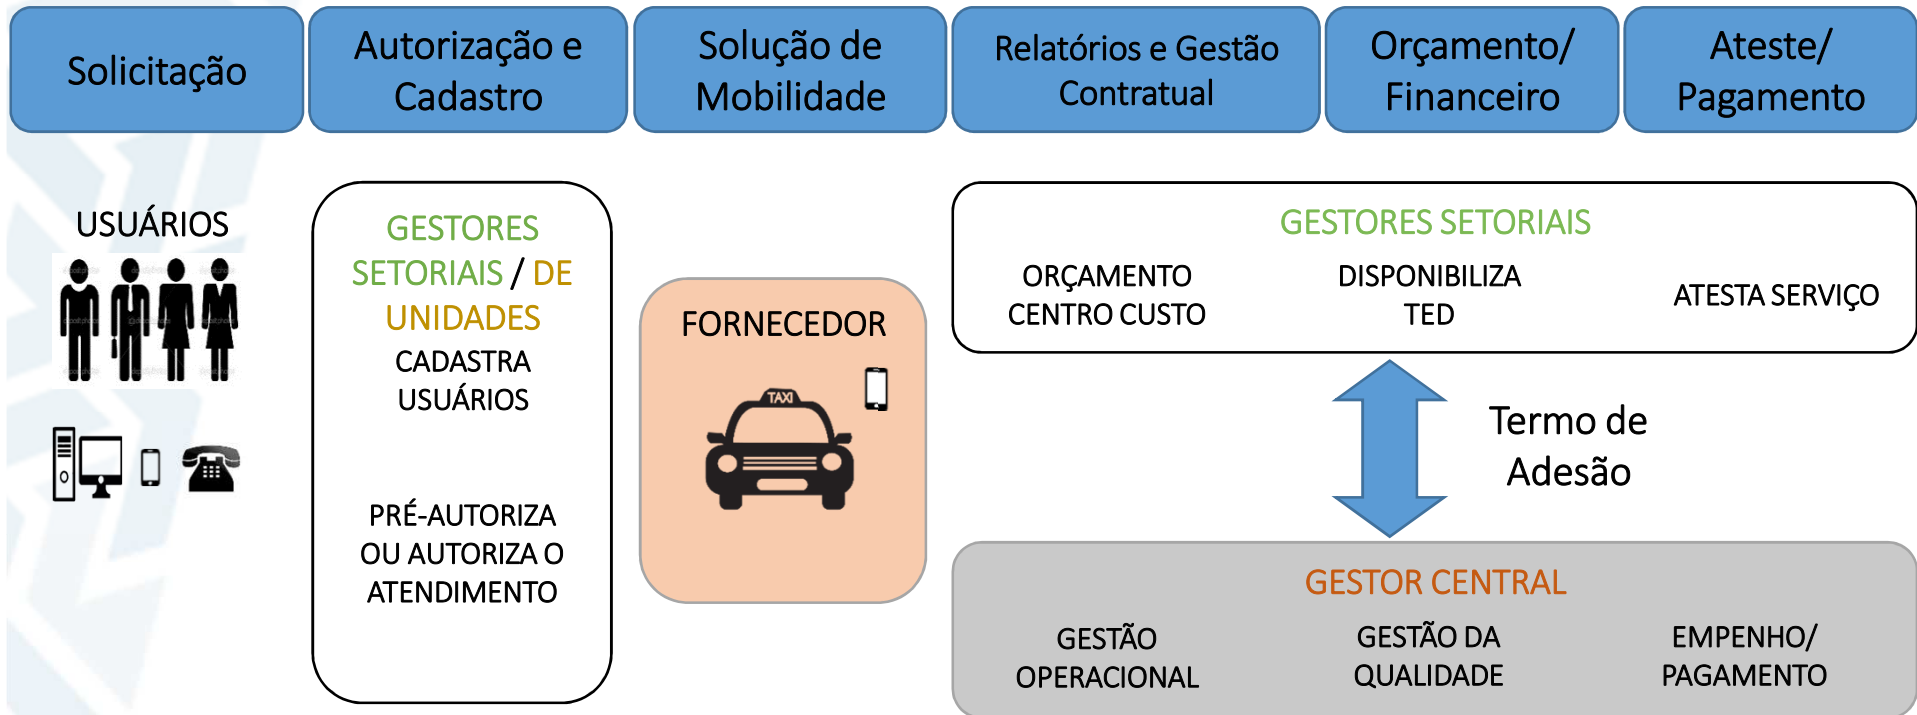 Solicitação
Autorização e
Cadastro
Solução de
Mobilidade
Relatórios e Gestão
Contratual
Orçamento/
Financeiro
Ateste/
Pagamento
USUÁRIOS
GESTORES
SETORIAIS / DE
UNIDADES
CADASTRA
USUÁRIOS
PRÉ-AUTORIZA
OU AUTORIZA O
ATENDIMENTO
FORNECEDOR
TAXI
GESTORES SETORIAIS
ORÇAMENTO
CENTRO CUSTO
DISPONIBILIZA
TED
ATESTA SERVIÇO
Termo de
Adesão
GESTOR CENTRAL
GESTÃO
OPERACIONAL
GESTÃO DA
QUALIDADE
EMPENHO/
PAGAMENTO